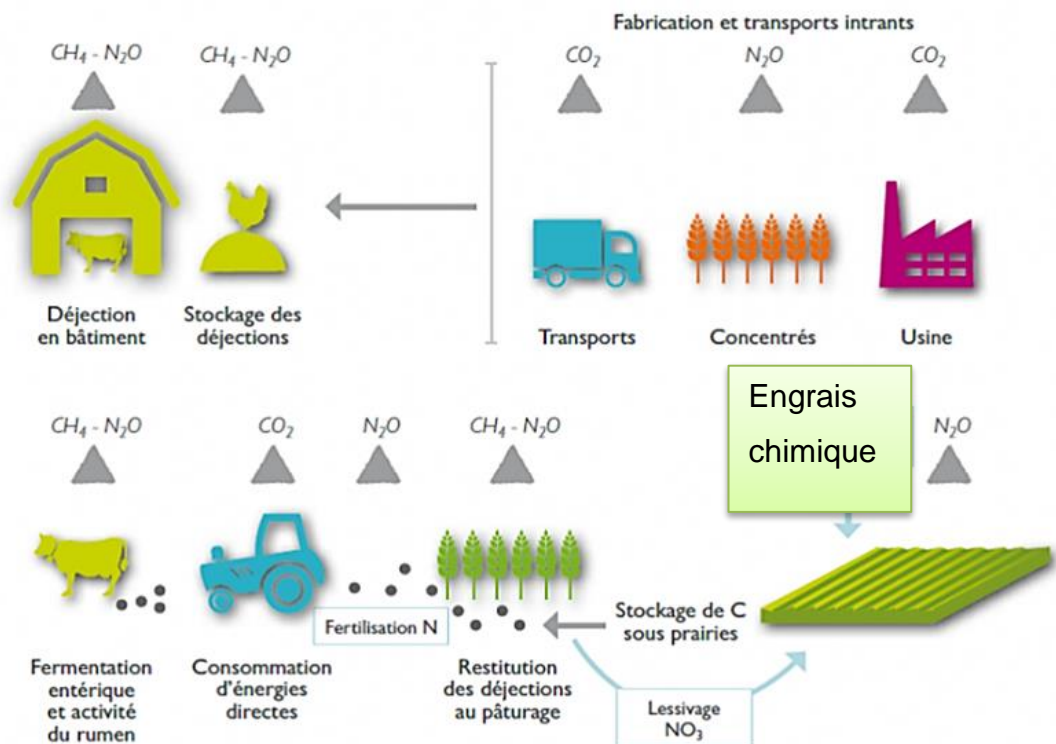 Fabrication et transports intrants
CH₄ - N₂O
CH₄ - N₂O
CO₂
N₂O
CO₂
Déjection
en bâtiment
Stockage des
déjections
Transports
Concentrés
Usine
Engrais
chimique
CH₄ - N₂O
CO₂
N₂O
CH₄ - N₂O
N₂O
Fertilisation N
Stockage de C
sous prairies
Fermentation
entérique
et activité
du rumen
Consommation
d'énergies
directes
Restitution
des déjections
au pâturage
Lessivage
NO₃